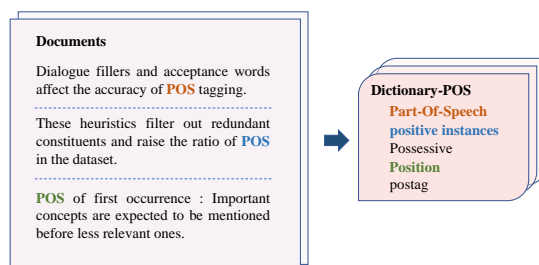 Documents
Dialogue fillers and acceptance words
affect the accuracy of POS tagging.
These heuristics filter out redundant
constituents and raise the ratio of POS
in the dataset.
POS of first occurrence : Important
concepts are expected to be mentioned
before less relevant ones.
Dictionary-POS
Part-Of-Speech
positive instances
Possessive
Position
postag